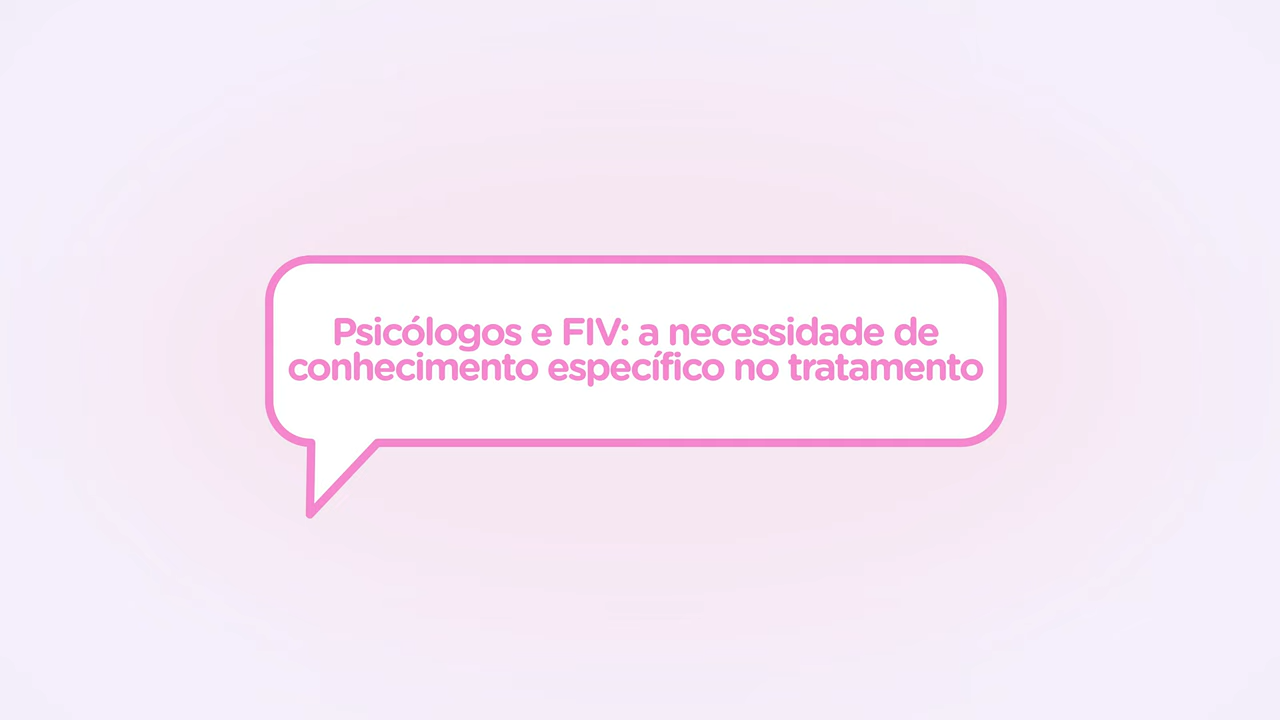 Psicólogos e FIV: a necessidade de
conhecimento específico no tratamento